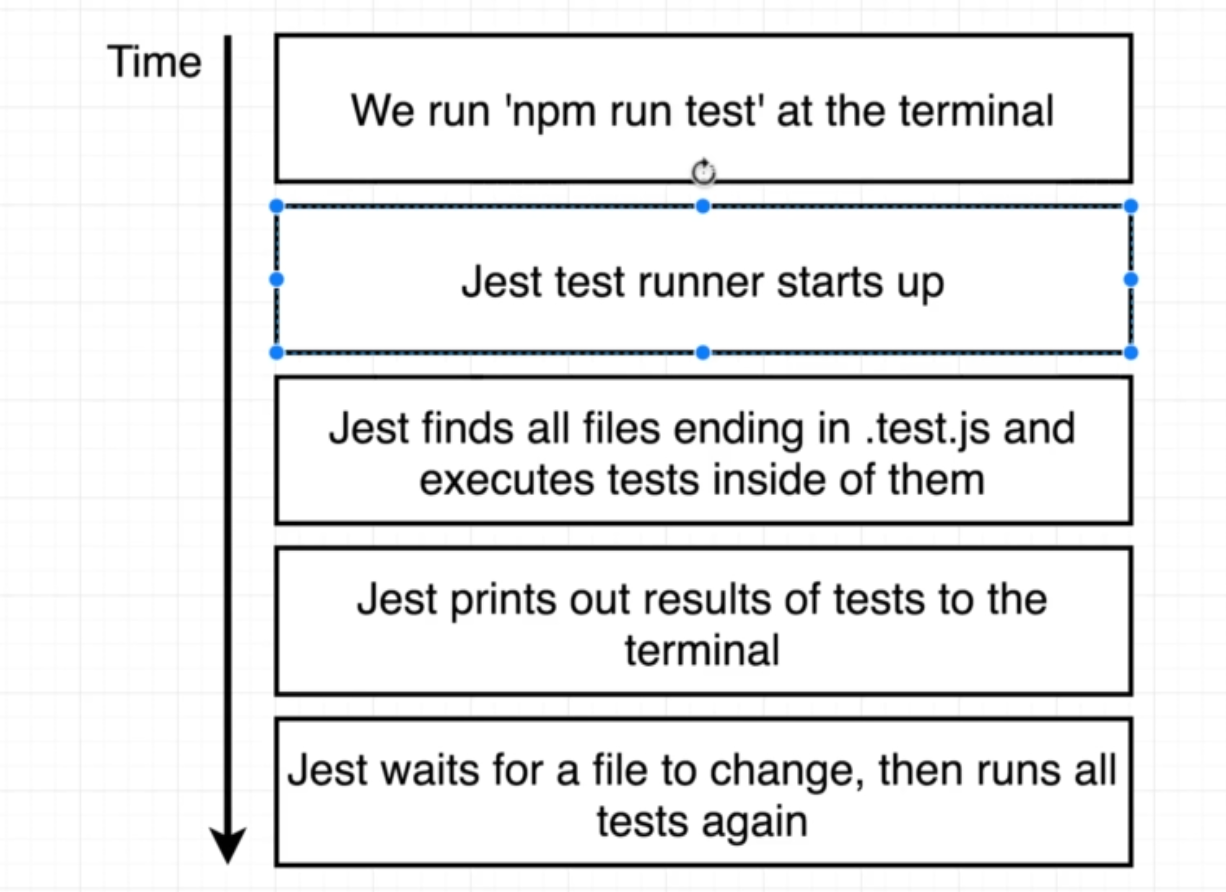 Time
We run 'npm run test' at the terminal
Jest test runner starts up
Jest finds all files ending in .test.js and
executes tests inside of them
Jest prints out results of tests to the
terminal
Jest waits for a file to change, then runs all
tests again